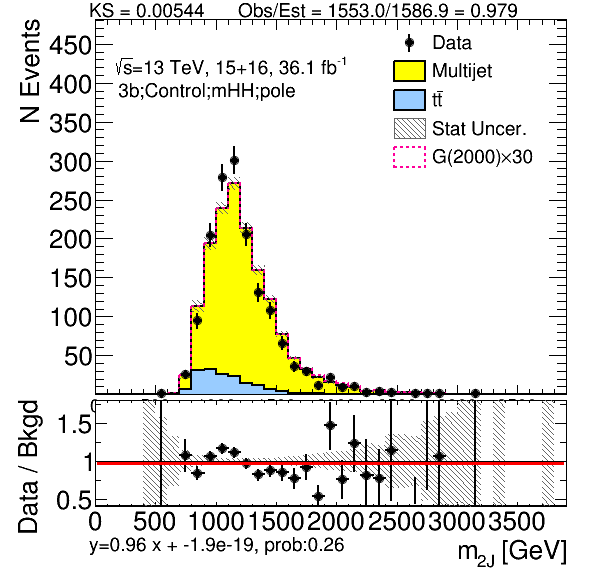 KS = 0.00544 Obs/Est = 1553.0/1586.9 = 0.979
N Events
450
400
350
300
250
200
150
100
50
√s=13 TeV, 15+16, 36.1 fb⁻¹
3b;Control;mHH;pole
Data
Multijet
tt̄
Stat Uncer.
G(2000)×30
Data / Bkgd
1.5
1
0.5
0 500 1000 1500 2000 2500 3000 3500
y=0.96 x + -1.9e-19, prob:0.26
m2J [GeV]